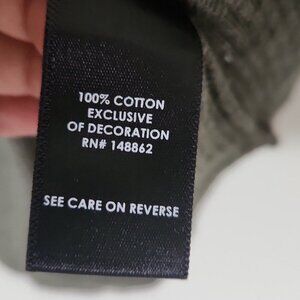 100% COTTON
EXCLUSIVE
OF DECORATION
RN# 148862
SEE CARE ON REVERSE